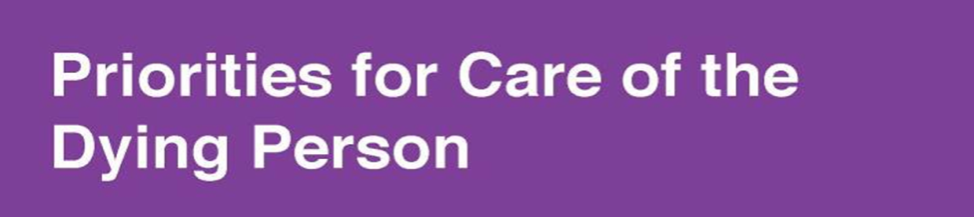 Priorities for Care of the
Dying Person